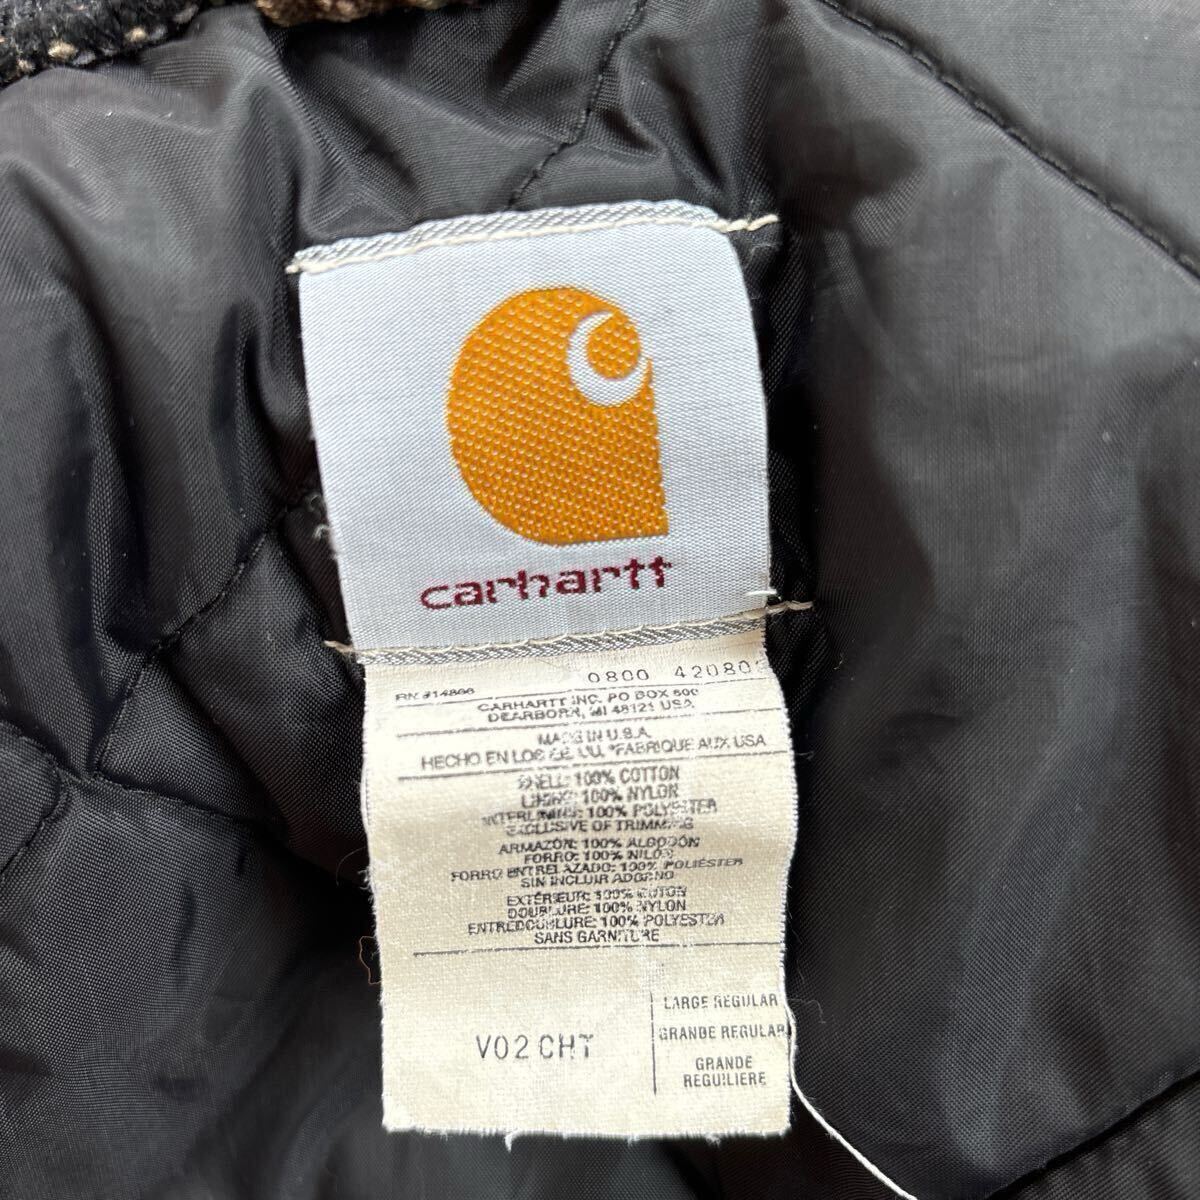 carhartt
RN #14806 0800 420802
CARHARTT INC. PO BOX 600
DEARBORN, MI 48121 USA
MADE IN U.S.A.
HECHO EN LOS EE.UU. *FABRIQUE AUX USA
SHELL: 100% COTTON
LINING: 100% NYLON
INTERLINING: 100% POLYESTER
EXCLUSIVE OF TRIMMING
ARMAZON: 100% ALGODÓN
FORRO: 100% NILON
FORRO ENTRELAZADO: 100% POLIÉSTER
SIN INCLUIR ADORNO
EXTÉRIEUR: 100% COTON
DOUBLURE: 100% NYLON
ENTREDOUBLURE: 100% POLYESTER
SANS GARNITURE
V02 CHT
LARGE REGULAR
GRANDE REGULAR
GRANDE
REGUILIERE